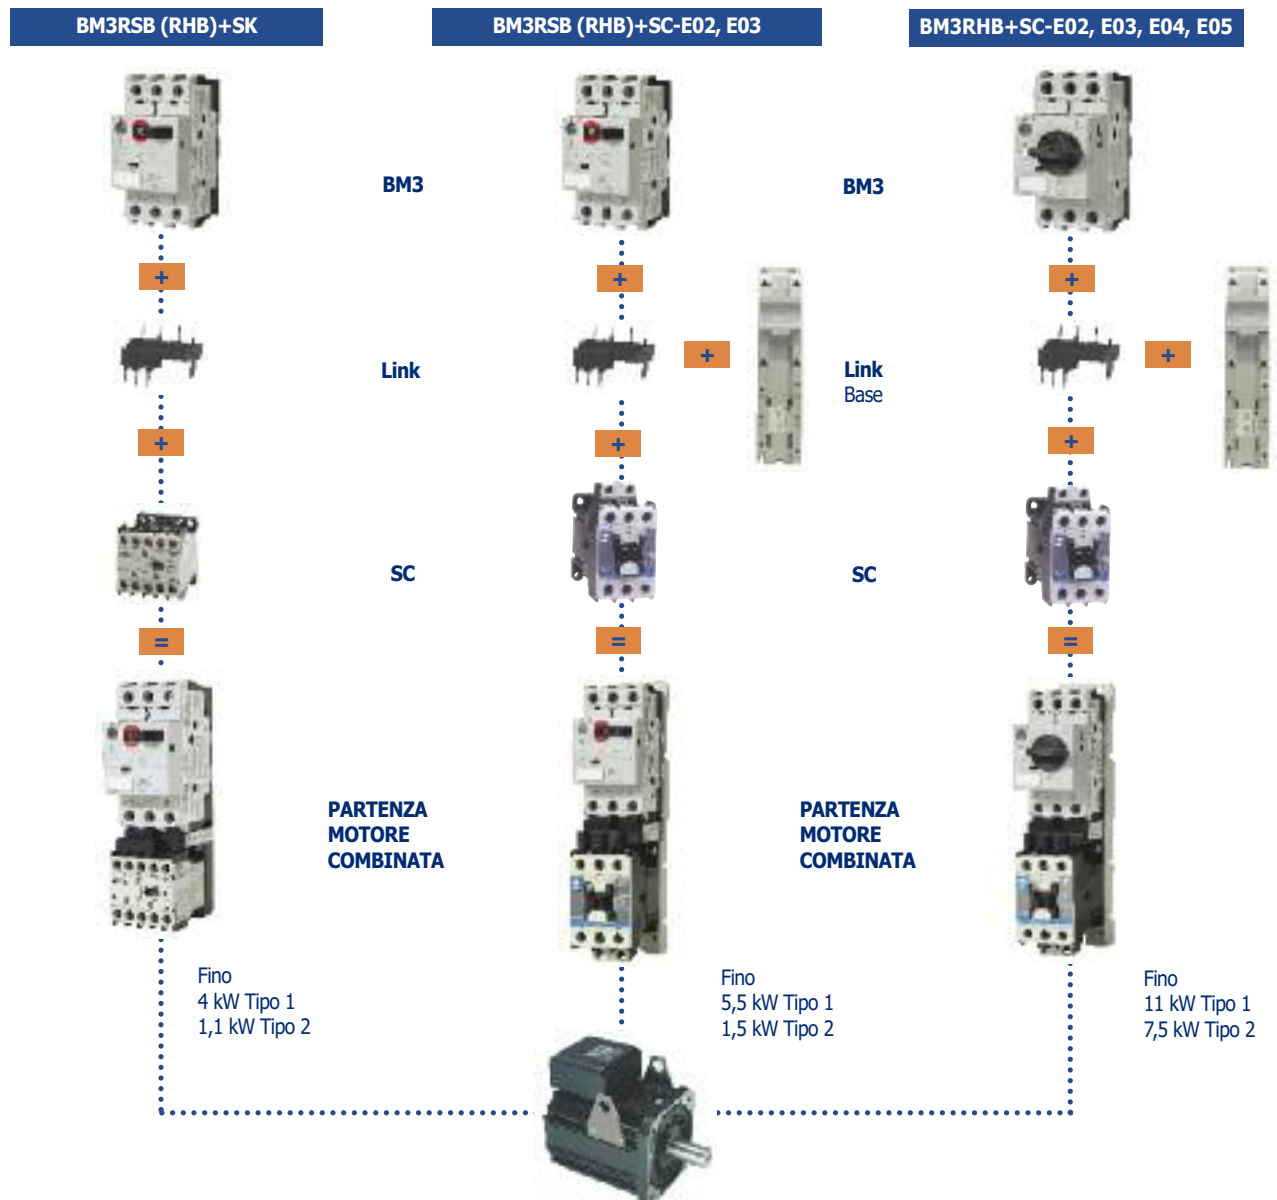 BM3RSB (RHB)+SK
BM3RSB (RHB)+SC-E02, E03
BM3RHB+SC-E02, E03, E04, E05
BM3
BM3
+
+
+
Link
+
Link
Base
+
+
+
+
SC
SC
=
=
=
PARTENZA
MOTORE
COMBINATA
PARTENZA
MOTORE
COMBINATA
Fino
4 kW Tipo 1
1,1 kW Tipo 2
Fino
5,5 kW Tipo 1
1,5 kW Tipo 2
Fino
11 kW Tipo 1
7,5 kW Tipo 2